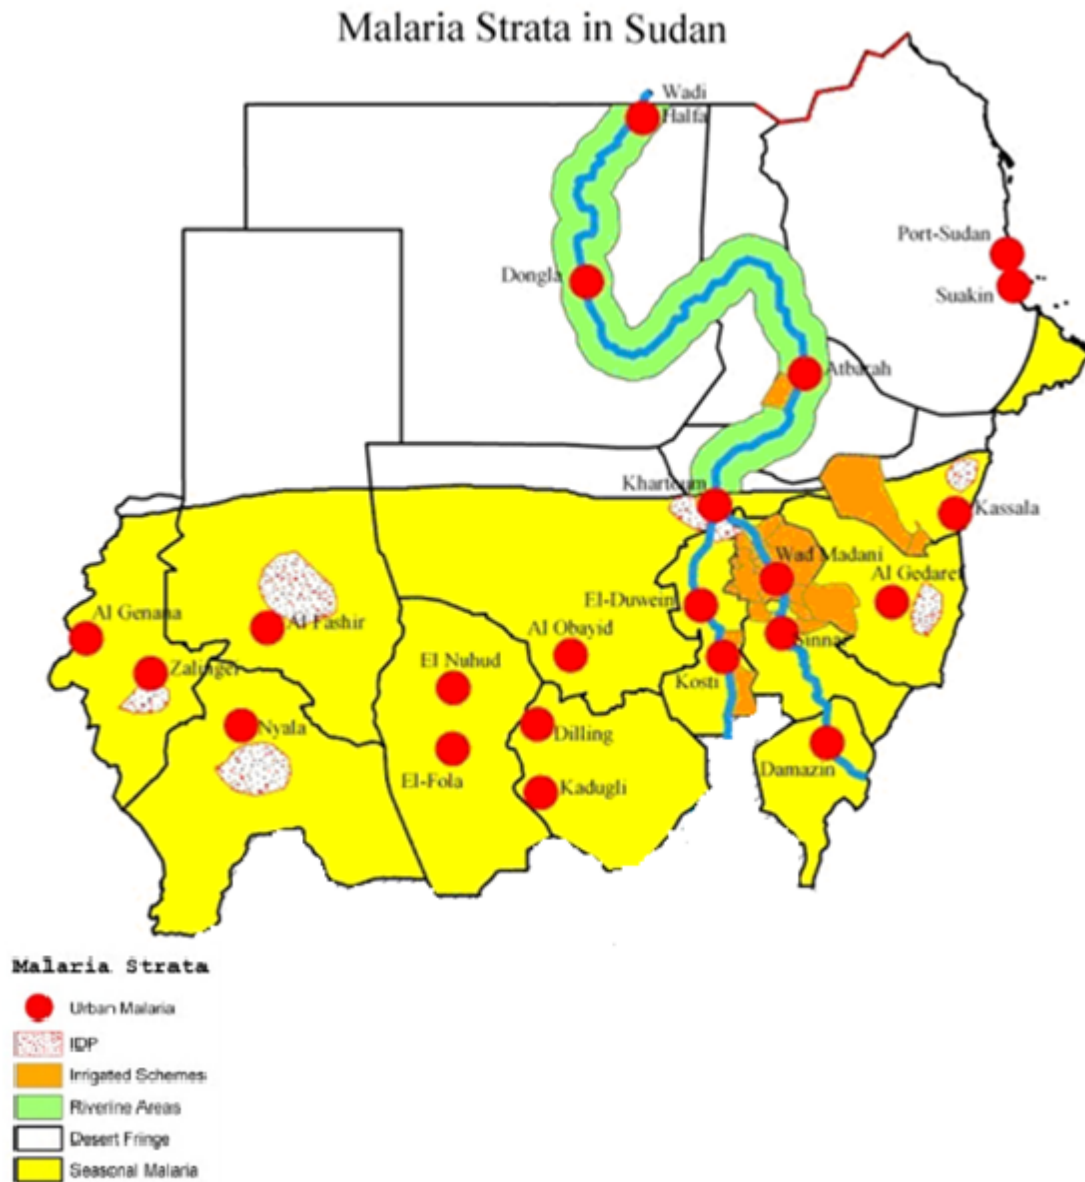 Malaria Strata in Sudan
Wadi
Halfa
Port-Sudan
Dongla
Suakin
Atbarah
Khartoum
Kassala
Wad Madani
Al Gedaref
El-Duwein
Al Genana
Al Fashir
Al Obayid
Sinnar
El Nuhud
Zalinger
Kosti
Nyala
Dilling
Damazin
El-Fola
Kadugli
Malaria Strata
Urban Malaria
IDP
Irrigated Schemes
Riverine Areas
Desert Fringe
Seasonal Malaria